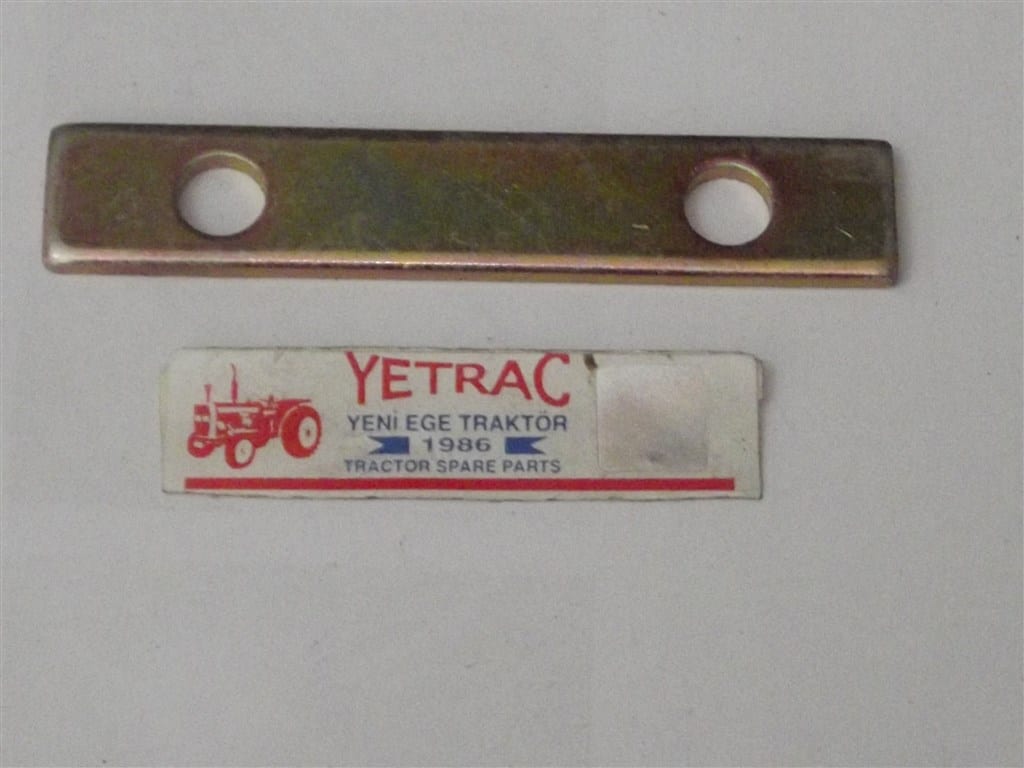 YETRAC
YENİ EGE TRAKTÖR
1986
TRACTOR SPARE PARTS